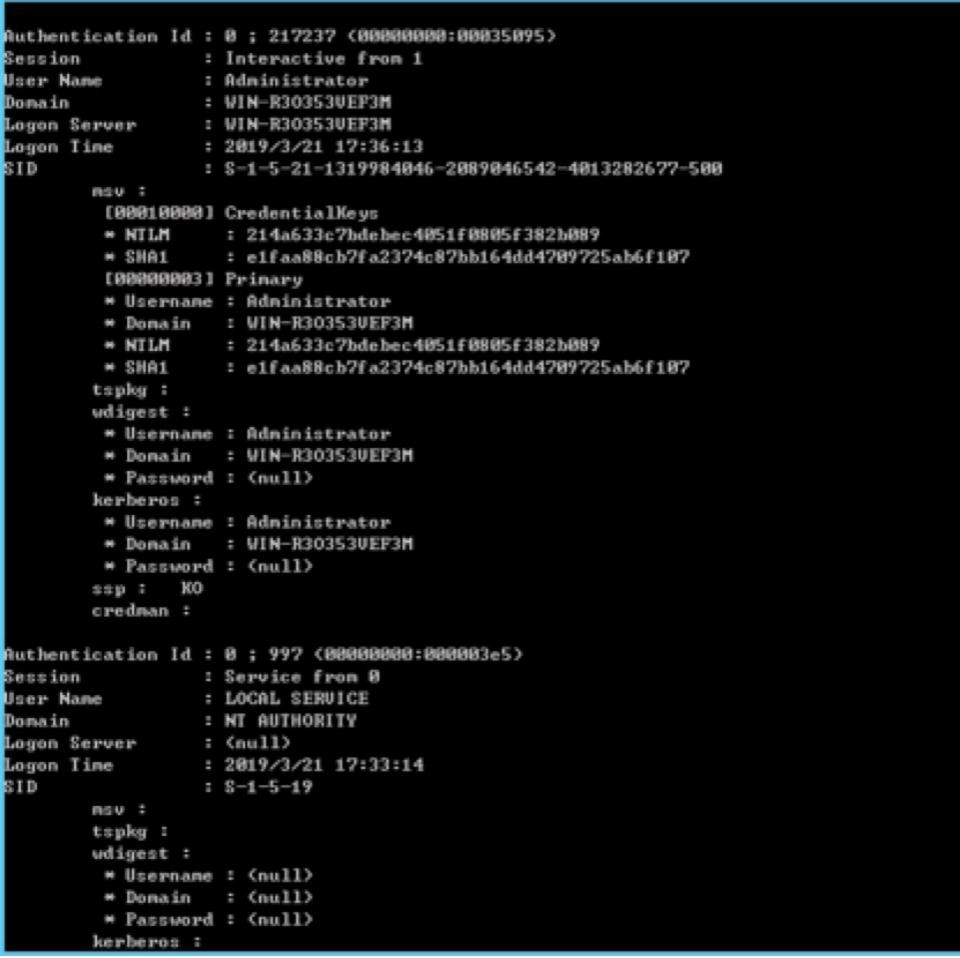 Authentication Id : 0 ; 217237 (00000000:00035095)
Session : Interactive from 1
User Name : Administrator
Domain : WIN-R30353VEF3M
Logon Server : WIN-R30353VEF3M
Logon Time : 2019/3/21 17:36:13
SID : S-1-5-21-1319984046-2089046542-4013282677-500
msv :
[00010000] CredentialKeys
* NTLM : 214a633c7bdebec4051f0805f382b089
* SHA1 : e1faa88cb7fa2374c87bb164dd4709725ab6f107
[00000003] Primary
* Username : Administrator
* Domain : WIN-R30353VEF3M
* NTLM : 214a633c7bdebec4051f0805f382b089
* SHA1 : e1faa88cb7fa2374c87bb164dd4709725ab6f107
tspkg :
wdigest :
* Username : Administrator
* Domain : WIN-R30353VEF3M
* Password : (null)
kerberos :
* Username : Administrator
* Domain : WIN-R30353VEF3M
* Password : (null)
ssp : KO
credman :
Authentication Id : 0 ; 997 (00000000:000003e5)
Session : Service from 0
User Name : LOCAL SERVICE
Domain : NT AUTHORITY
Logon Server : (null)
Logon Time : 2019/3/21 17:33:14
SID : S-1-5-19
msv :
tspkg :
wdigest :
* Username : (null)
* Domain : (null)
* Password : (null)
kerberos :